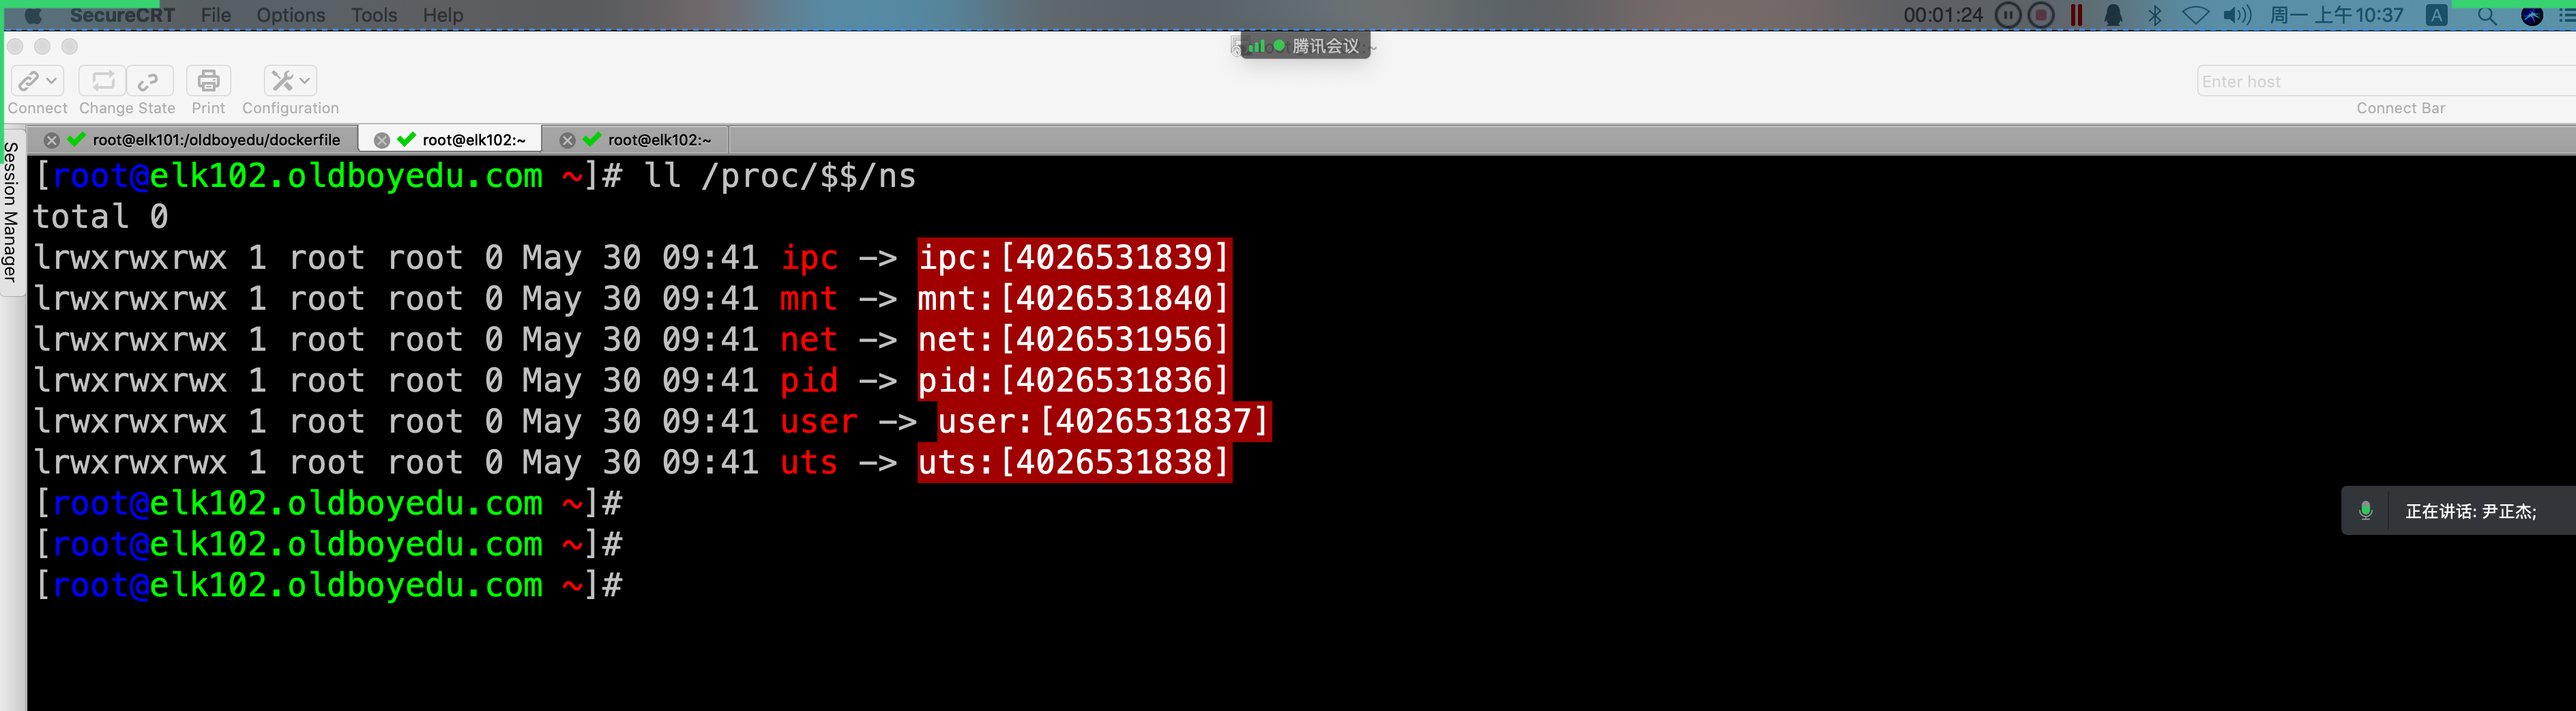 SecureCRT File Options Tools Help 00:01:24 周一 上午10:37 A
腾讯会议
Enter host
Connect Change State Print Configuration Connect Bar
Session Manager
root@elk101:/oldboyedu/dockerfile root@elk102:~ root@elk102:~
[root@elk102.oldboyedu.com ~]# ll /proc/$$/ns
total 0
lrwxrwxrwx 1 root root 0 May 30 09:41 ipc -> ipc:[4026531839]
lrwxrwxrwx 1 root root 0 May 30 09:41 mnt -> mnt:[4026531840]
lrwxrwxrwx 1 root root 0 May 30 09:41 net -> net:[4026531956]
lrwxrwxrwx 1 root root 0 May 30 09:41 pid -> pid:[4026531836]
lrwxrwxrwx 1 root root 0 May 30 09:41 user -> user:[4026531837]
lrwxrwxrwx 1 root root 0 May 30 09:41 uts -> uts:[4026531838]
[root@elk102.oldboyedu.com ~]#
[root@elk102.oldboyedu.com ~]#
[root@elk102.oldboyedu.com ~]#
正在讲话: 尹正杰;